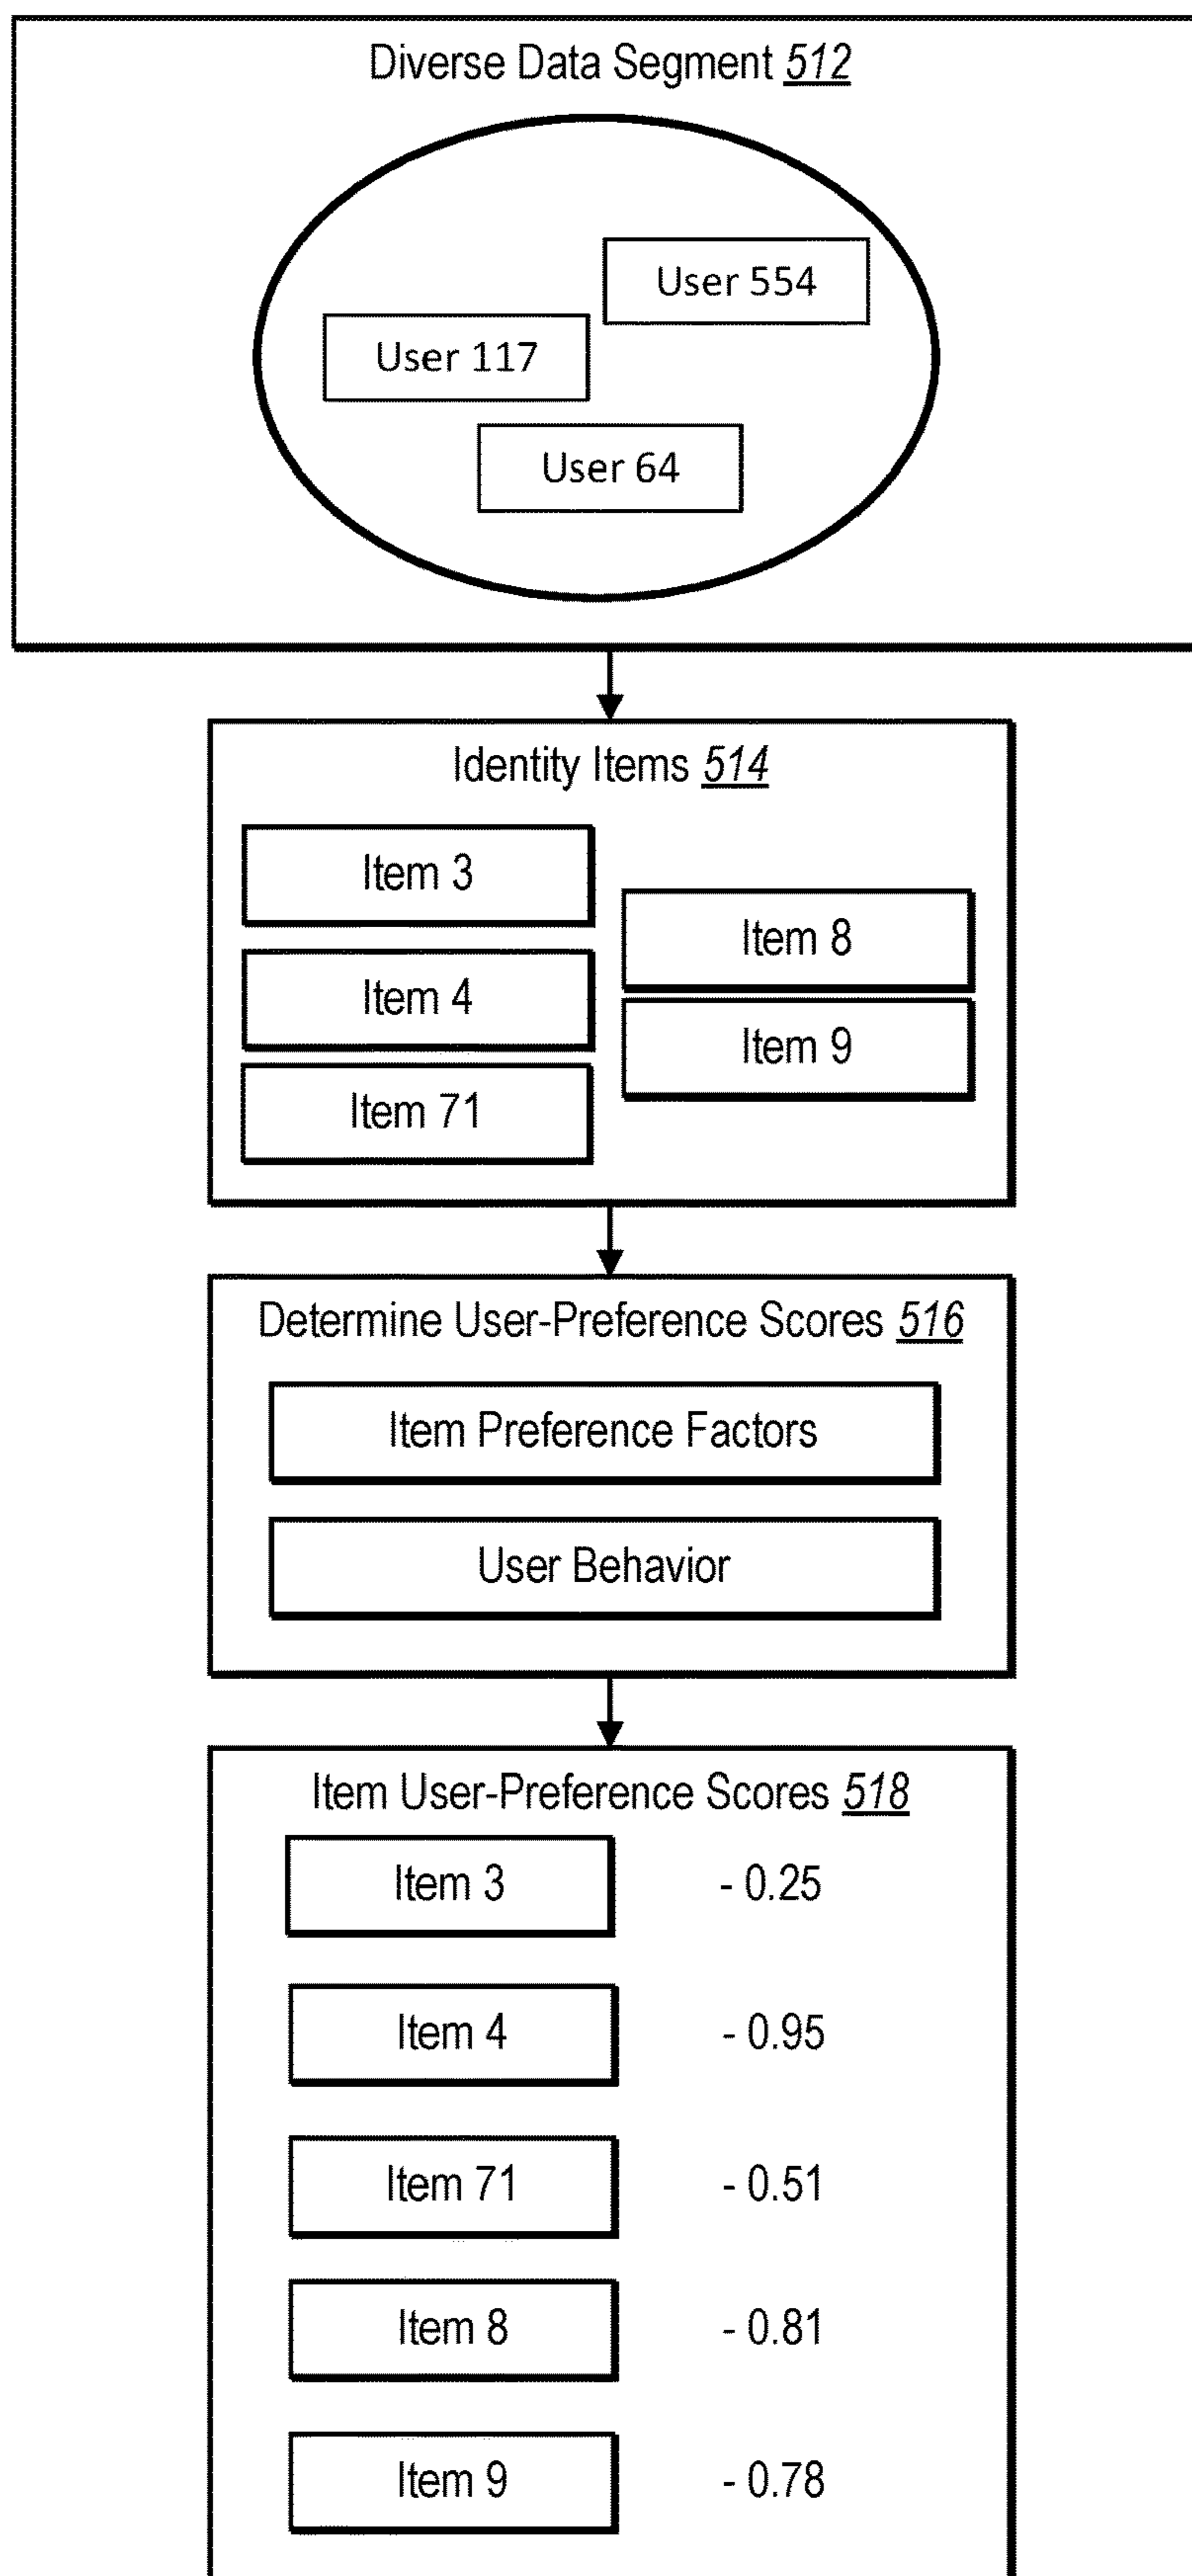 Diverse Data Segment 512
User 554
User 117
User 64
Identity Items 514
Item 3
Item 8
Item 4
Item 9
Item 71
Determine User-Preference Scores 516
Item Preference Factors
User Behavior
Item User-Preference Scores 518
Item 3 - 0.25
Item 4 - 0.95
Item 71 - 0.51
Item 8 - 0.81
Item 9 - 0.78